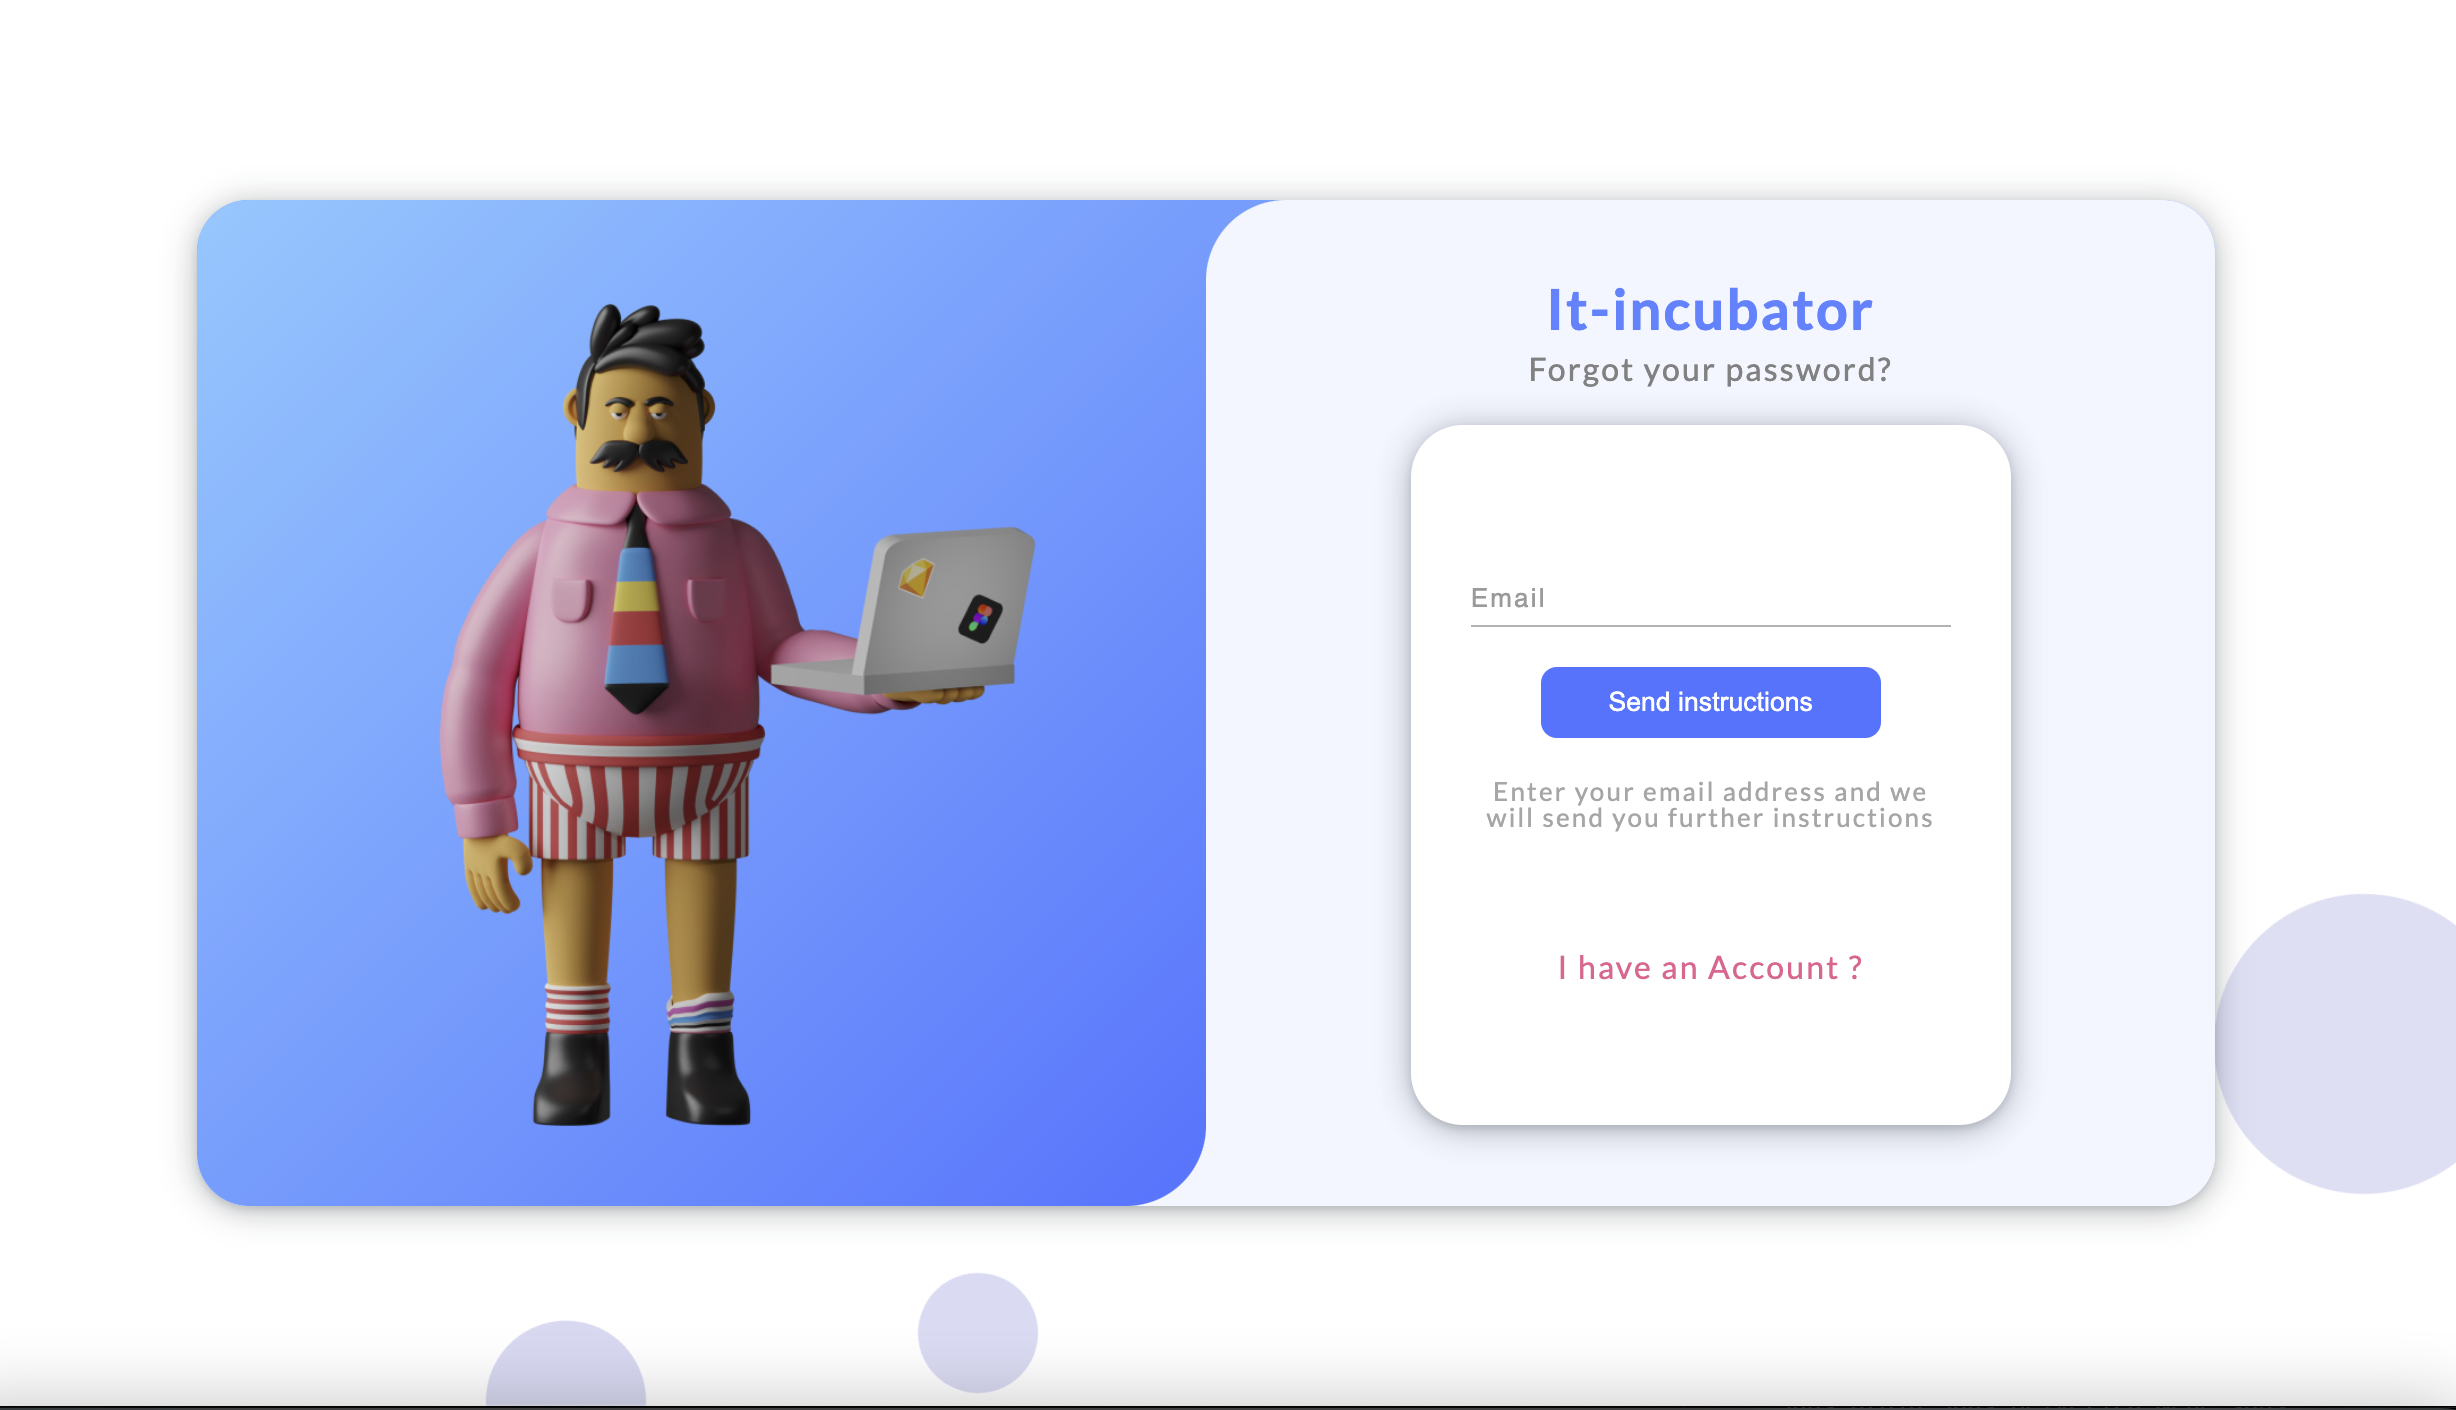 It-incubator
Forgot your password?
Email
Send instructions
Enter your email address and we
will send you further instructions
I have an Account ?